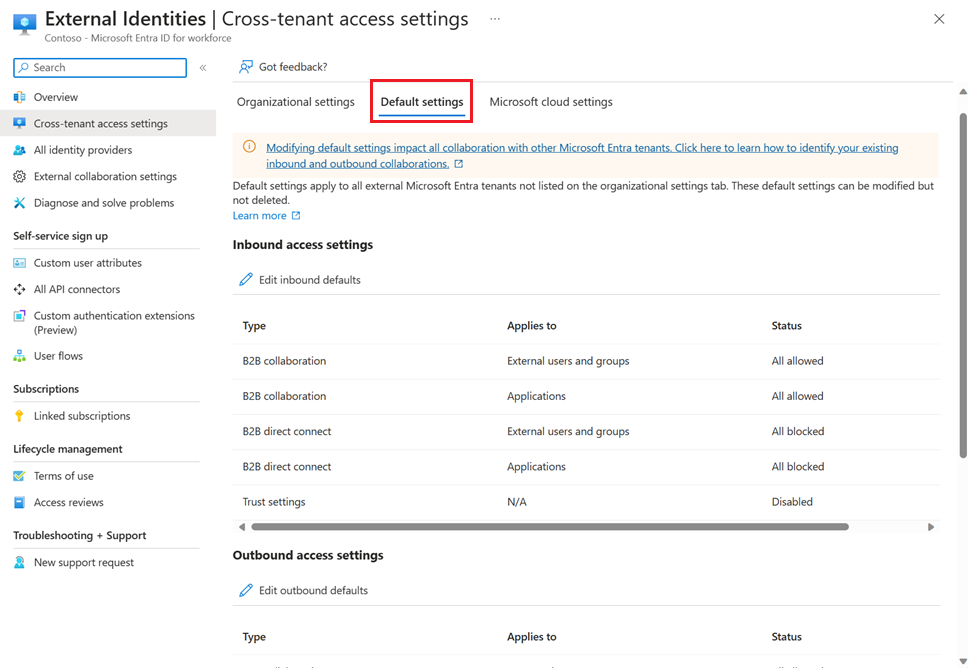 External Identities | Cross-tenant access settings ...
Contoso - Microsoft Entra ID for workforce
Search
«
Got feedback?
Overview
Cross-tenant access settings
All identity providers
External collaboration settings
Diagnose and solve problems
Self-service sign up
Custom user attributes
All API connectors
Custom authentication extensions
(Preview)
User flows
Subscriptions
Linked subscriptions
Lifecycle management
Terms of use
Access reviews
Troubleshooting + Support
New support request
Organizational settings Default settings Microsoft cloud settings
Modifying default settings impact all collaboration with other Microsoft Entra tenants. Click here to learn how to identify your existing
inbound and outbound collaborations.
Default settings apply to all external Microsoft Entra tenants not listed on the organizational settings tab. These default settings can be modified but
not deleted.
Learn more
Inbound access settings
Edit inbound defaults
Type Applies to Status
B2B collaboration External users and groups All allowed
B2B collaboration Applications All allowed
B2B direct connect External users and groups All blocked
B2B direct connect Applications All blocked
Trust settings N/A Disabled
Outbound access settings
Edit outbound defaults
Type Applies to Status